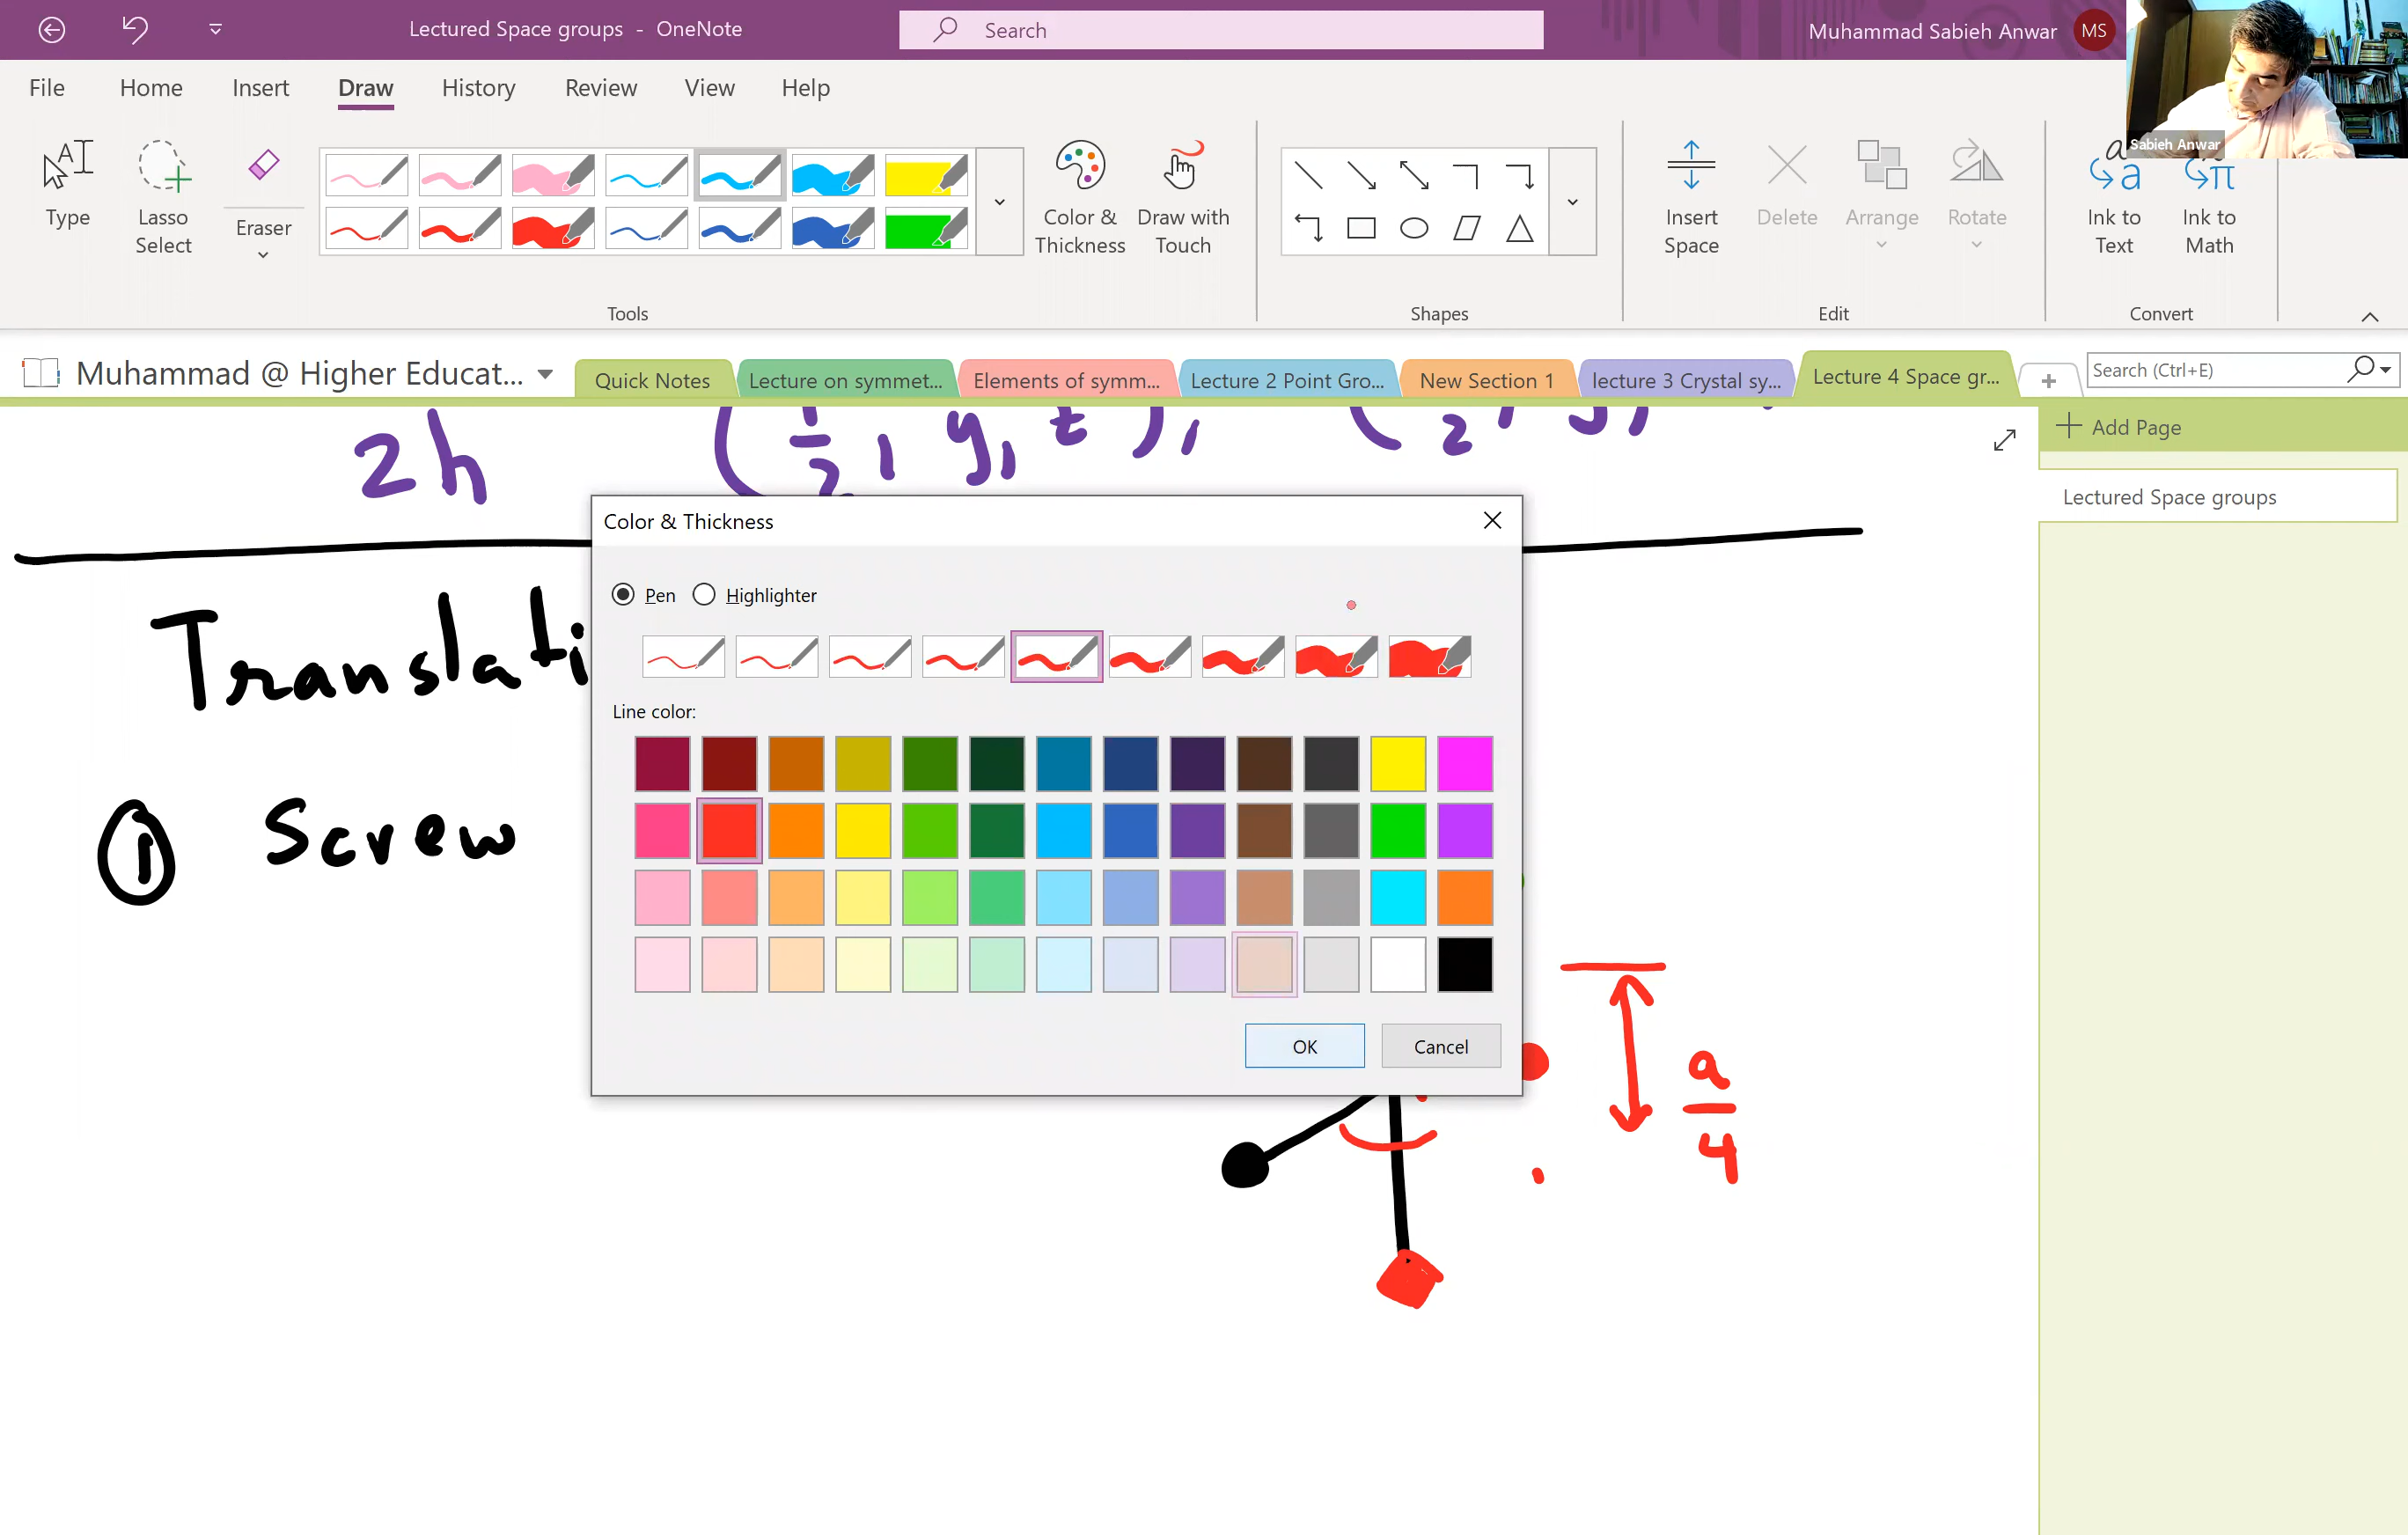 Lectured Space groups - OneNote
Search
Muhammad Sabieh Anwar
MS
File Home Insert Draw History Review View Help
Type
Lasso Select
Eraser
Color & Thickness
Draw with Touch
Insert Space
Delete
Arrange
Rotate
Ink to Text
Ink to Math
Tools
Shapes
Edit
Convert
Sabieh Anwar
Muhammad @ Higher Educat...
Quick Notes
Lecture on symmet...
Elements of symm...
Lecture 2 Point Gro...
New Section 1
lecture 3 Crystal sy...
Lecture 4 Space gr...
Search (Ctrl+E)
Add Page
Lectured Space groups
2h
Translati
① Screw
Color & Thickness
Pen Highlighter
Line color:
OK Cancel
a
4